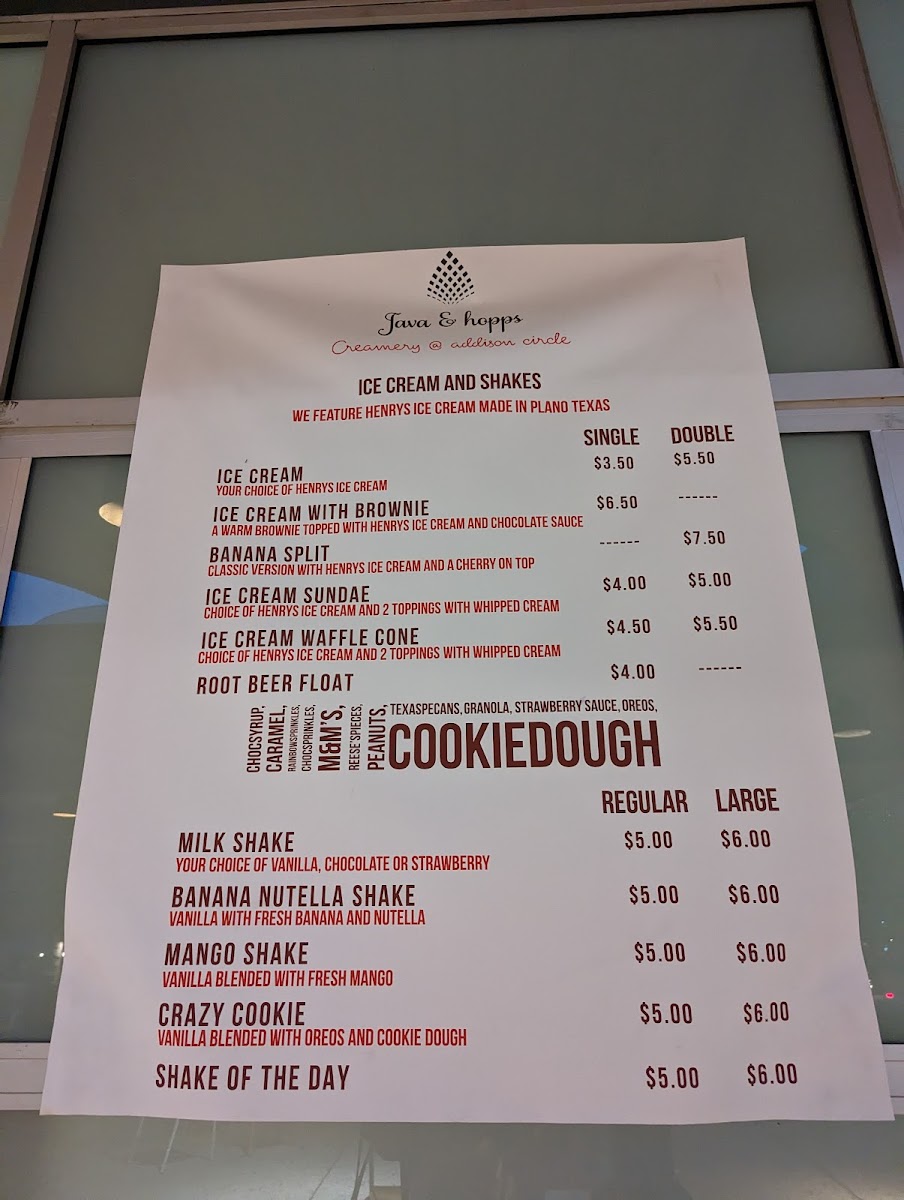 Java & hopps
Creamery @ addison circle
ICE CREAM AND SHAKES
WE FEATURE HENRYS ICE CREAM MADE IN PLANO TEXAS
SINGLE DOUBLE
ICE CREAM $3.50 $5.50
YOUR CHOICE OF HENRYS ICE CREAM
ICE CREAM WITH BROWNIE $6.50 ------
A WARM BROWNIE TOPPED WITH HENRYS ICE CREAM AND CHOCOLATE SAUCE
BANANA SPLIT ------ $7.50
CLASSIC VERSION WITH HENRYS ICE CREAM AND A CHERRY ON TOP
ICE CREAM SUNDAE $4.00 $5.00
CHOICE OF HENRYS ICE CREAM AND 2 TOPPINGS WITH WHIPPED CREAM
ICE CREAM WAFFLE CONE $4.50 $5.50
CHOICE OF HENRYS ICE CREAM AND 2 TOPPINGS WITH WHIPPED CREAM
ROOT BEER FLOAT $4.00 ------
CHOCSYRUP,
CARAMEL,
RAINBOWSPRINKLES,
CHOCSPRINKLES,
M&M'S,
REESE'SPIECES,
PEANUTS,
TEXASPECANS, GRANOLA, STRAWBERRY SAUCE, OREOS,
COOKIEDOUGH
REGULAR LARGE
MILK SHAKE $5.00 $6.00
YOUR CHOICE OF VANILLA, CHOCOLATE OR STRAWBERRY
BANANA NUTELLA SHAKE $5.00 $6.00
VANILLA WITH FRESH BANANA AND NUTELLA
MANGO SHAKE $5.00 $6.00
VANILLA BLENDED WITH FRESH MANGO
CRAZY COOKIE $5.00 $6.00
VANILLA BLENDED WITH OREOS AND COOKIE DOUGH
SHAKE OF THE DAY $5.00 $6.00